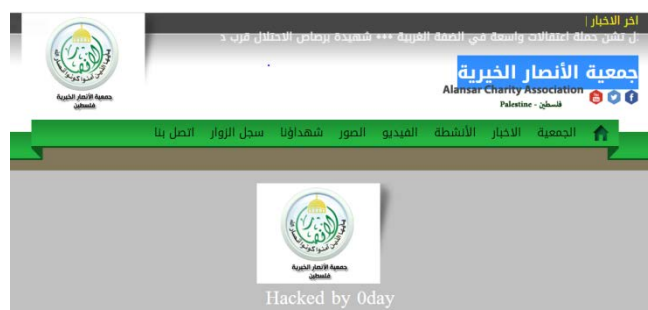 اخر الاخبار |
ل تشن حملة اعتقالات واسعة في الضفة الغربية *** شهيدة برصاص الاحتلال قرب د
جمعية الأنصار الخيرية
Alansar Charity Association
فلسطين - Palestine
جمعية الأنصار الخيرية
فلسطين
الجمعية الاخبار الأنشطة الفيديو الصور شهداؤنا سجل الزوار اتصل بنا
جمعية الأنصار الخيرية
فلسطين
Hacked by 0day